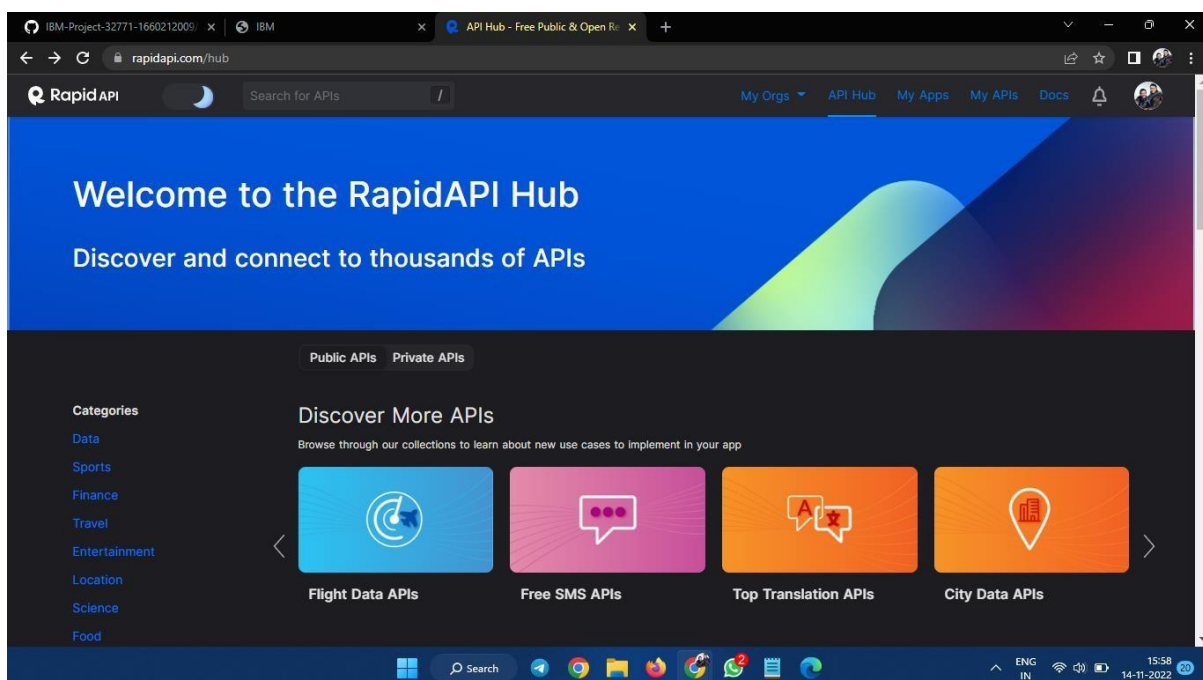 IBM-Project-32771-1660212009/
IBM
API Hub - Free Public & Open Re
rapidapi.com/hub
Rapid API
Search for APIs
/
My Orgs
API Hub
My Apps
My APIs
Docs
Welcome to the RapidAPI Hub
Discover and connect to thousands of APIs
Public APIs
Private APIs
Categories
Data
Sports
Finance
Travel
Entertainment
Location
Science
Food
Discover More APIs
Browse through our collections to learn about new use cases to implement in your app
A
文
Flight Data APIs
Free SMS APIs
Top Translation APIs
City Data APIs
Search
2
ENG
IN
15:58
14-11-2022
20